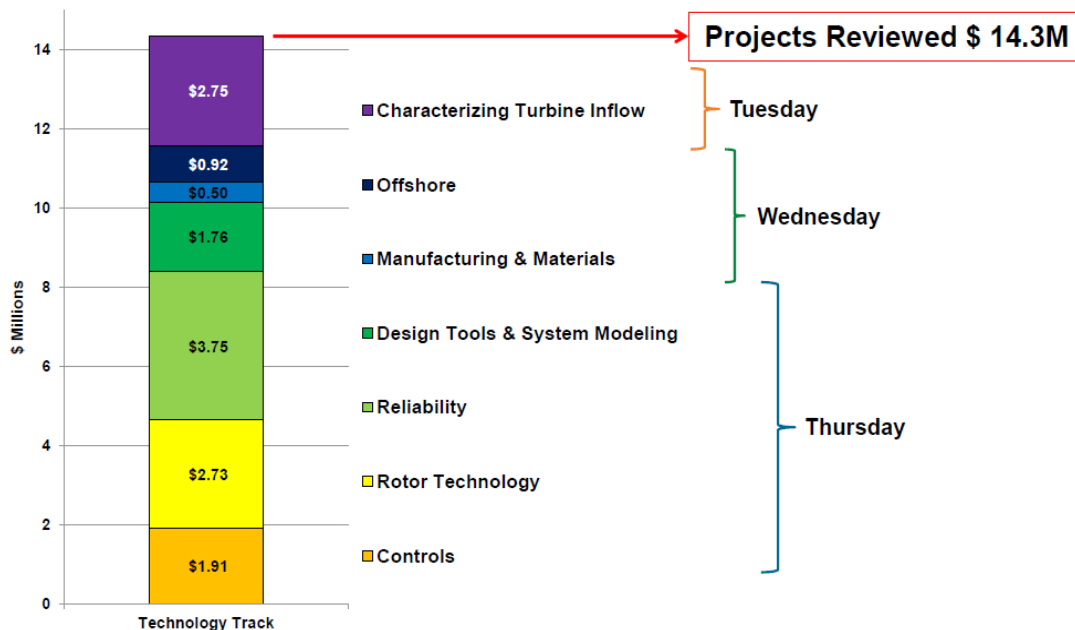 Projects Reviewed $ 14.3M
$ Millions
14
12
10
8
6
4
2
0
$2.75
$0.92
$0.50
$1.76
$3.75
$2.73
$1.91
Technology Track
Characterizing Turbine Inflow
Offshore
Manufacturing & Materials
Design Tools & System Modeling
Reliability
Rotor Technology
Controls
Tuesday
Wednesday
Thursday